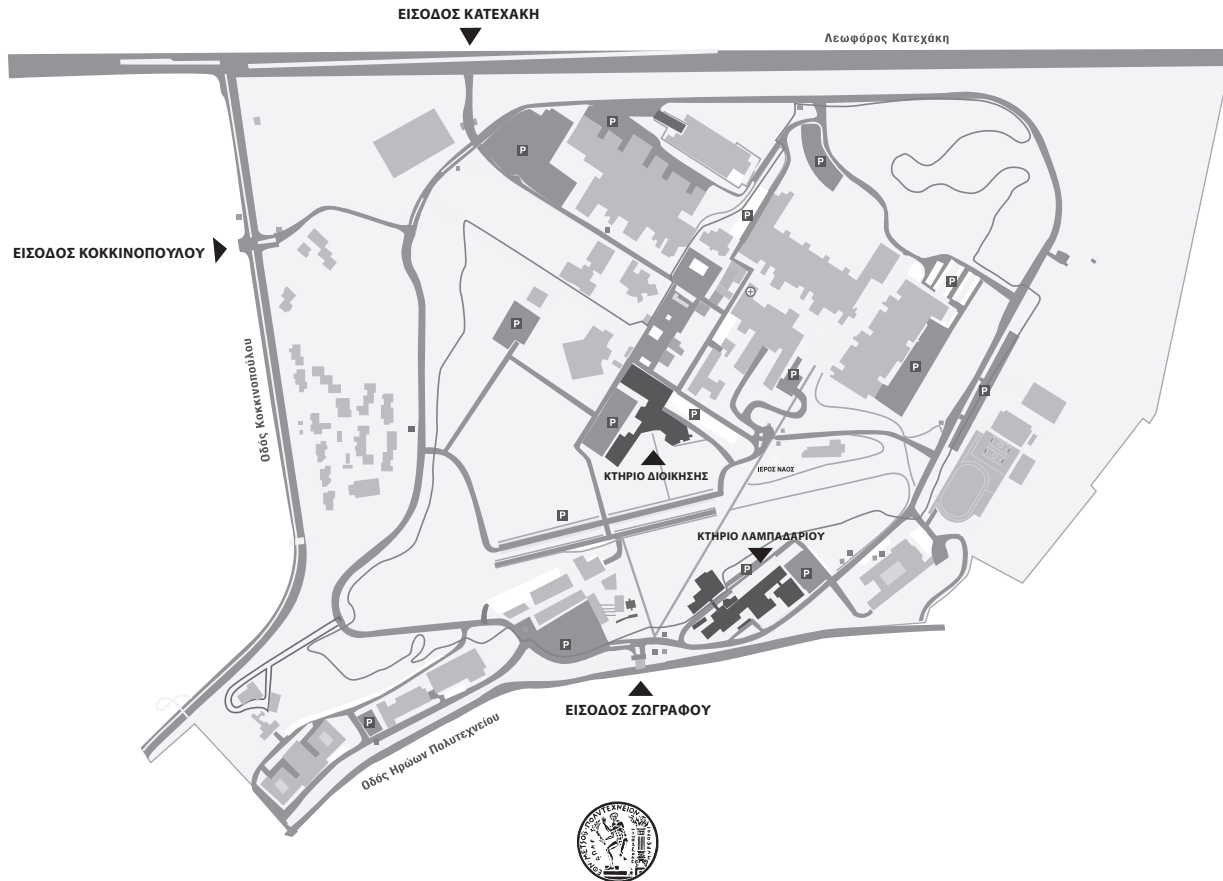 ΕΙΣΟΔΟΣ ΚΑΤΕΧΑΚΗ
Λεωφόρος Κατεχάκη
P
P
P
P
ΕΙΣΟΔΟΣ ΚΟΚΚΙΝΟΠΟΥΛΟΥ
P
P
Οδός Κοκκινοπούλου
P
P
P
P
P
ΙΕΡΟΣ ΝΑΟΣ
ΚΤΗΡΙΟ ΔΙΟΙΚΗΣΗΣ
P
ΚΤΗΡΙΟ ΛΑΜΠΑΔΑΡΙΟΥ
P
P
P
ΕΙΣΟΔΟΣ ΖΩΓΡΑΦΟΥ
P
Οδός Ηρώων Πολυτεχνείου